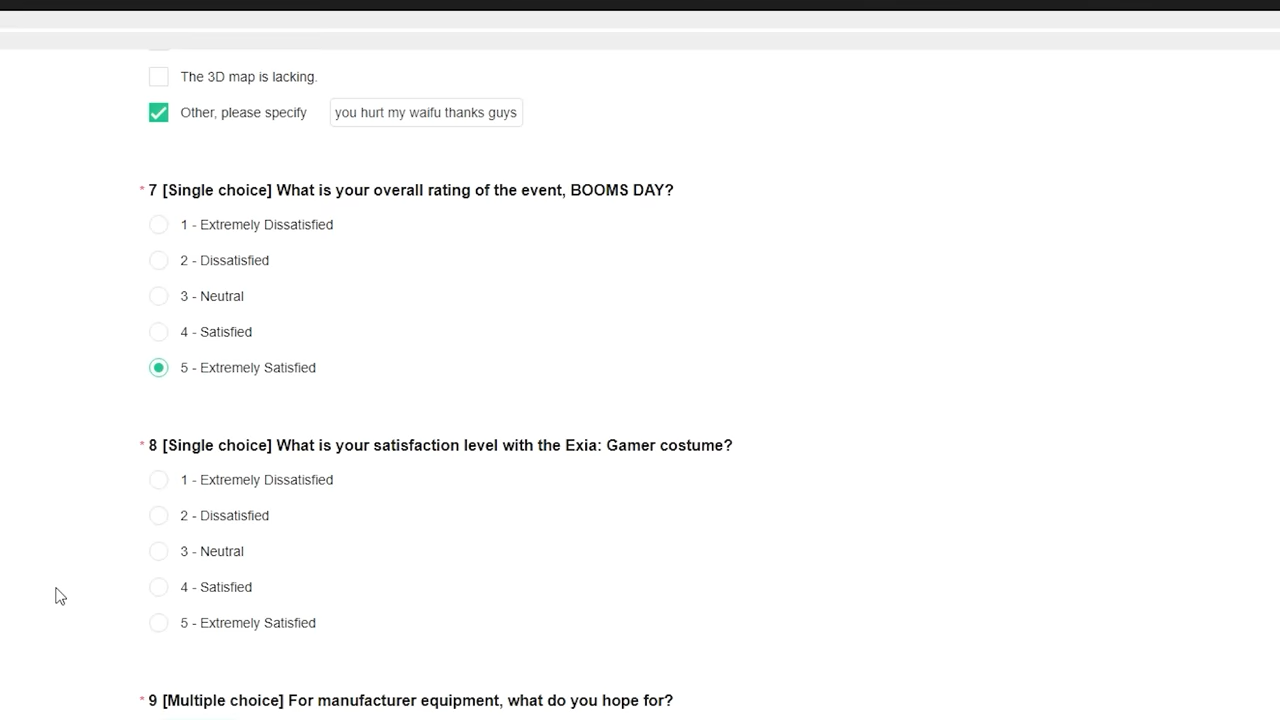 The 3D map is lacking.
Other, please specify you hurt my waifu thanks guys
* 7 [Single choice] What is your overall rating of the event, BOOMS DAY?
1 - Extremely Dissatisfied
2 - Dissatisfied
3 - Neutral
4 - Satisfied
5 - Extremely Satisfied
* 8 [Single choice] What is your satisfaction level with the Exia: Gamer costume?
1 - Extremely Dissatisfied
2 - Dissatisfied
3 - Neutral
4 - Satisfied
5 - Extremely Satisfied
* 9 [Multiple choice] For manufacturer equipment, what do you hope for?